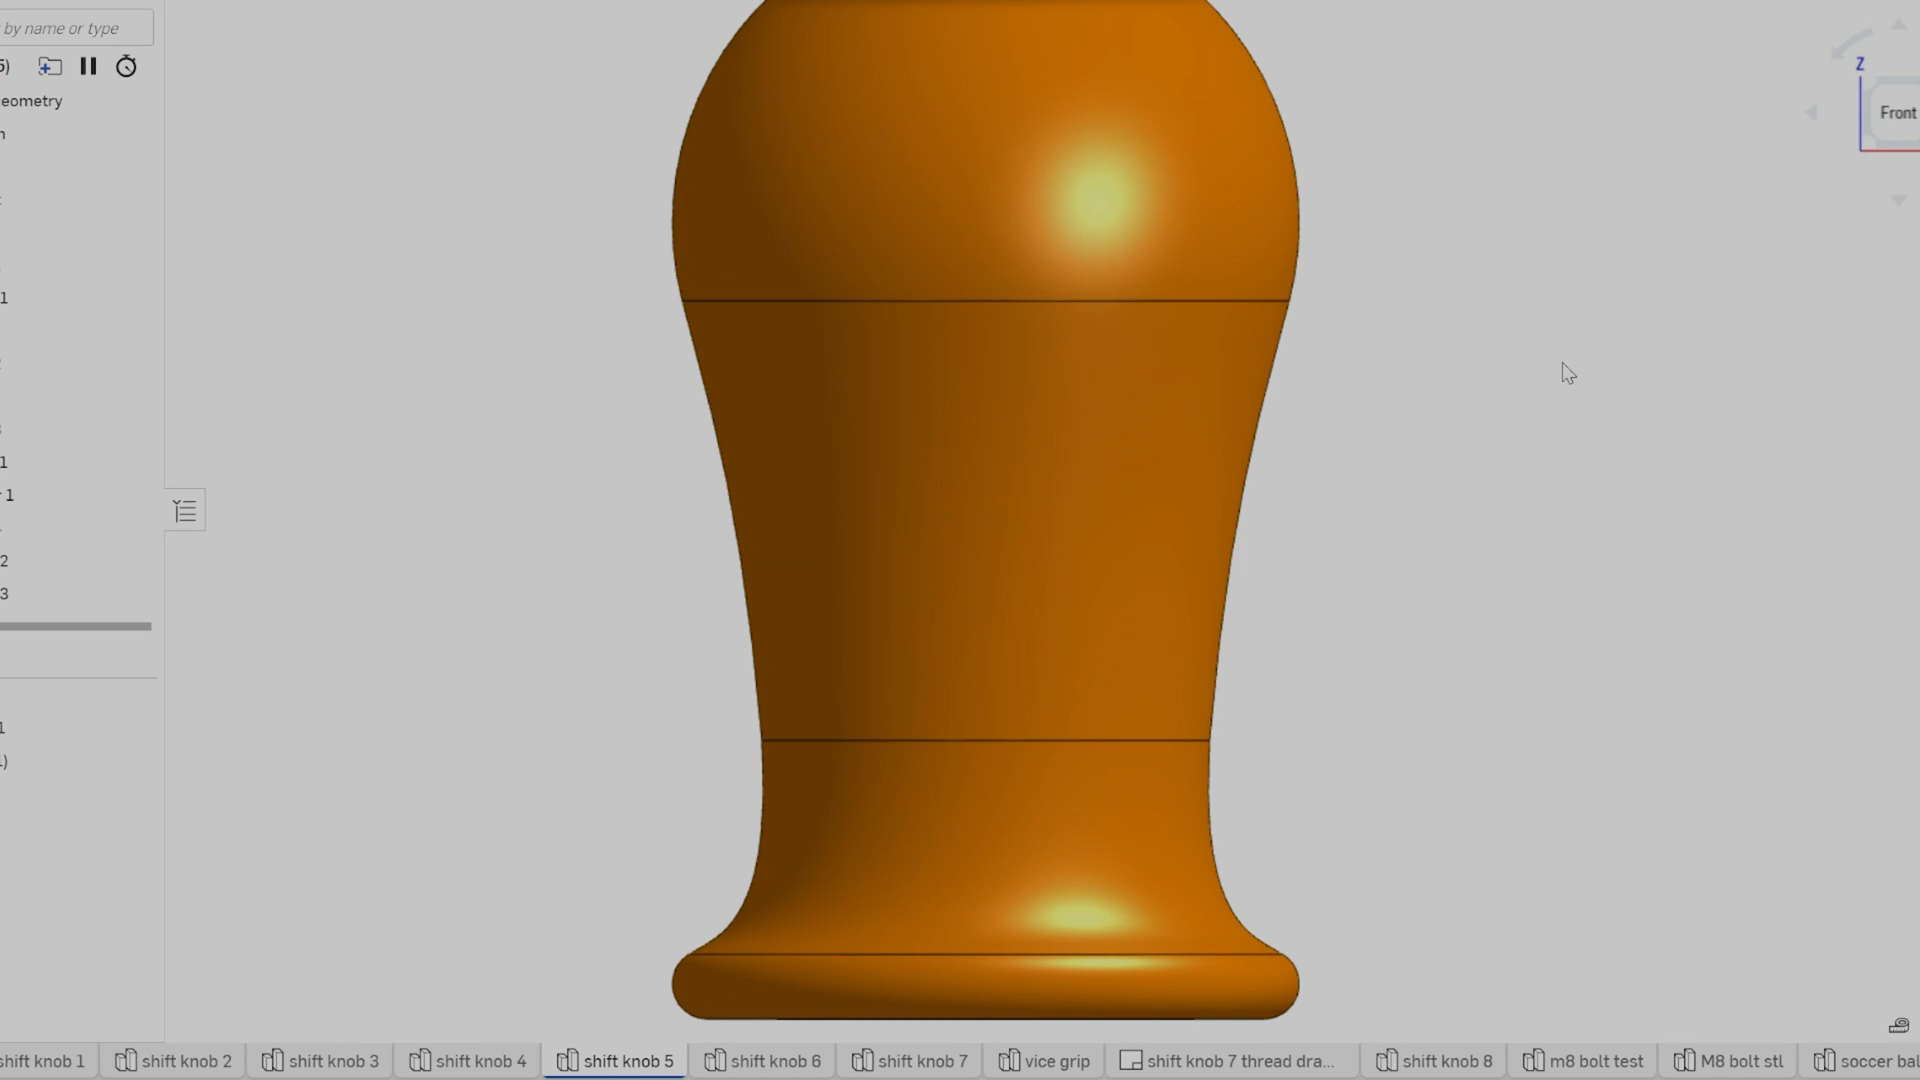 by name or type
5)
eometry
n
1
1
1
2
3
1
)
Z
Front
shift knob 1
shift knob 2
shift knob 3
shift knob 4
shift knob 5
shift knob 6
shift knob 7
vice grip
shift knob 7 thread dra...
shift knob 8
m8 bolt test
M8 bolt stl
soccer bal